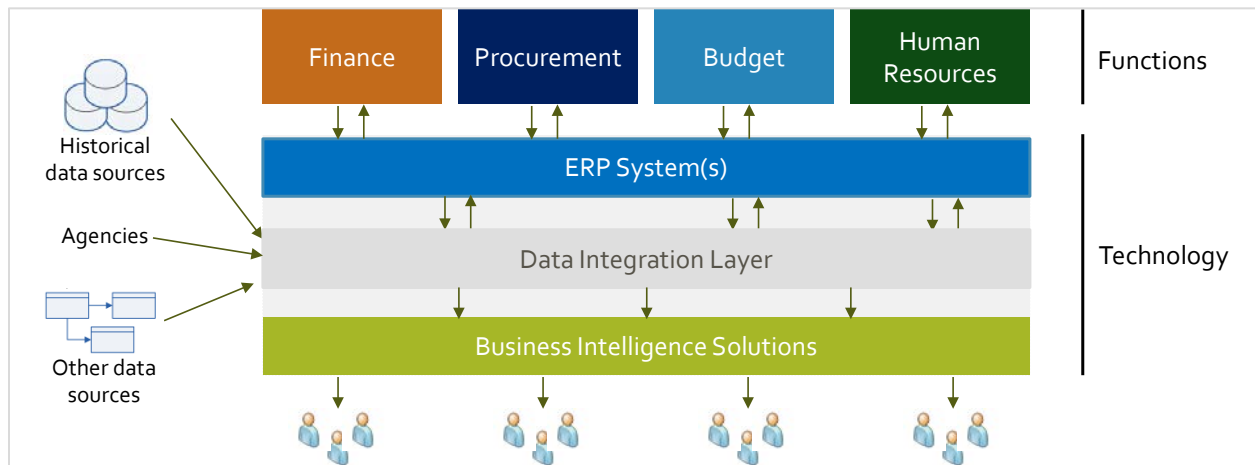 Finance
Procurement
Budget
Human
Resources
Functions
Historical
data sources
ERP System(s)
Agencies
Data Integration Layer
Technology
Other data
sources
Business Intelligence Solutions